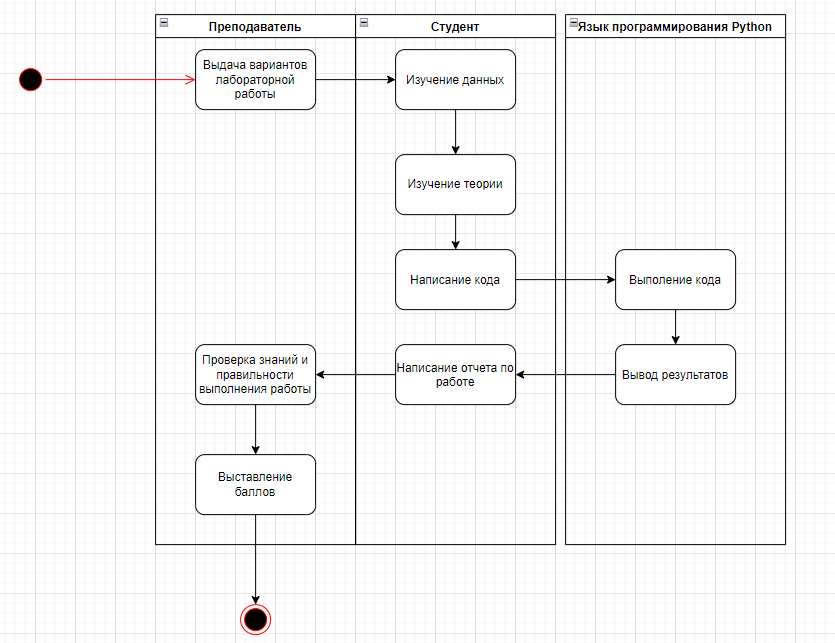 Преподаватель
Студент
Язык программирования Python
Выдача вариантов
лабораторной
работы
Изучение данных
Изучение теории
Написание кода
Выполение кода
Проверка знаний и
правильности
выполнения работы
Написание отчета по
работе
Вывод результатов
Выставление
баллов